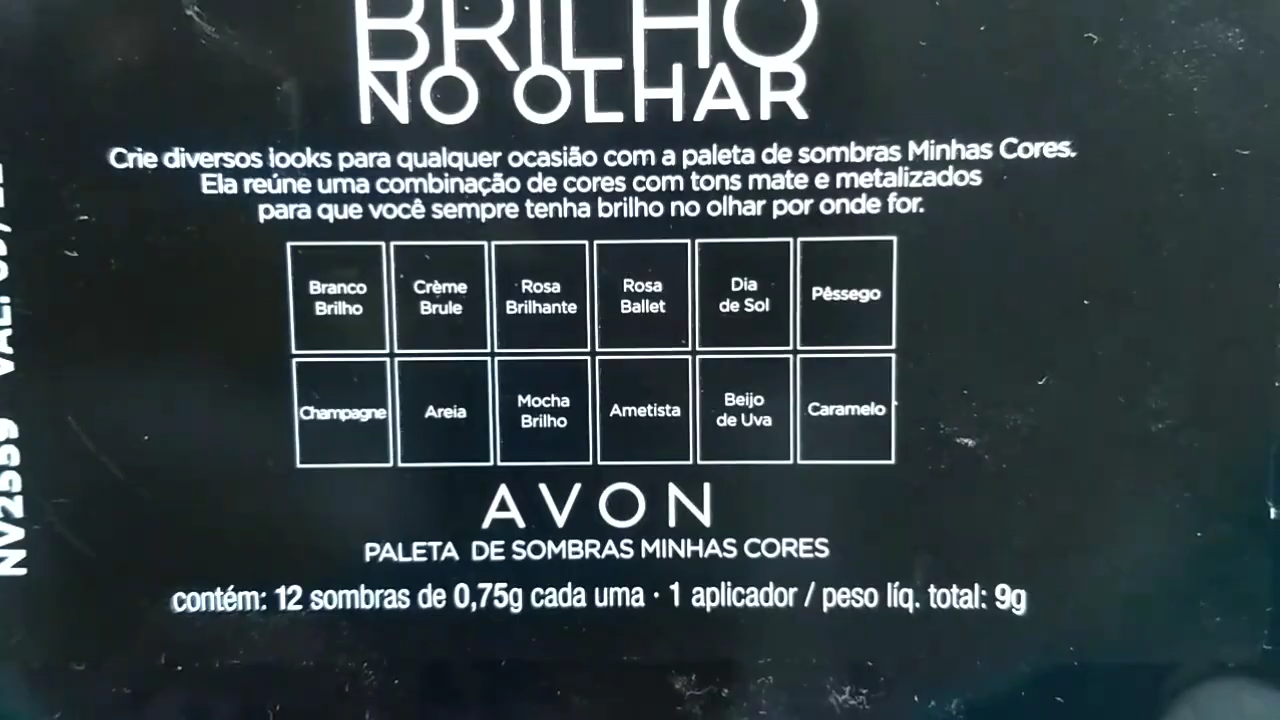 BRILHO
NO OLHAR
Crie diversos looks para qualquer ocasião com a paleta de sombras Minhas Cores.
Ela reúne uma combinação de cores com tons mate e metalizados
para que você sempre tenha brilho no olhar por onde for.
Branco
Brilho
Crème
Brule
Rosa
Brilhante
Rosa
Ballet
Dia
de Sol
Pêssego
Champagne
Areia
Mocha
Brilho
Ametista
Beijo
de Uva
Caramelo
AVON
PALETA DE SOMBRAS MINHAS CORES
contém: 12 sombras de 0,75g cada uma · 1 aplicador / peso líq. total: 9g